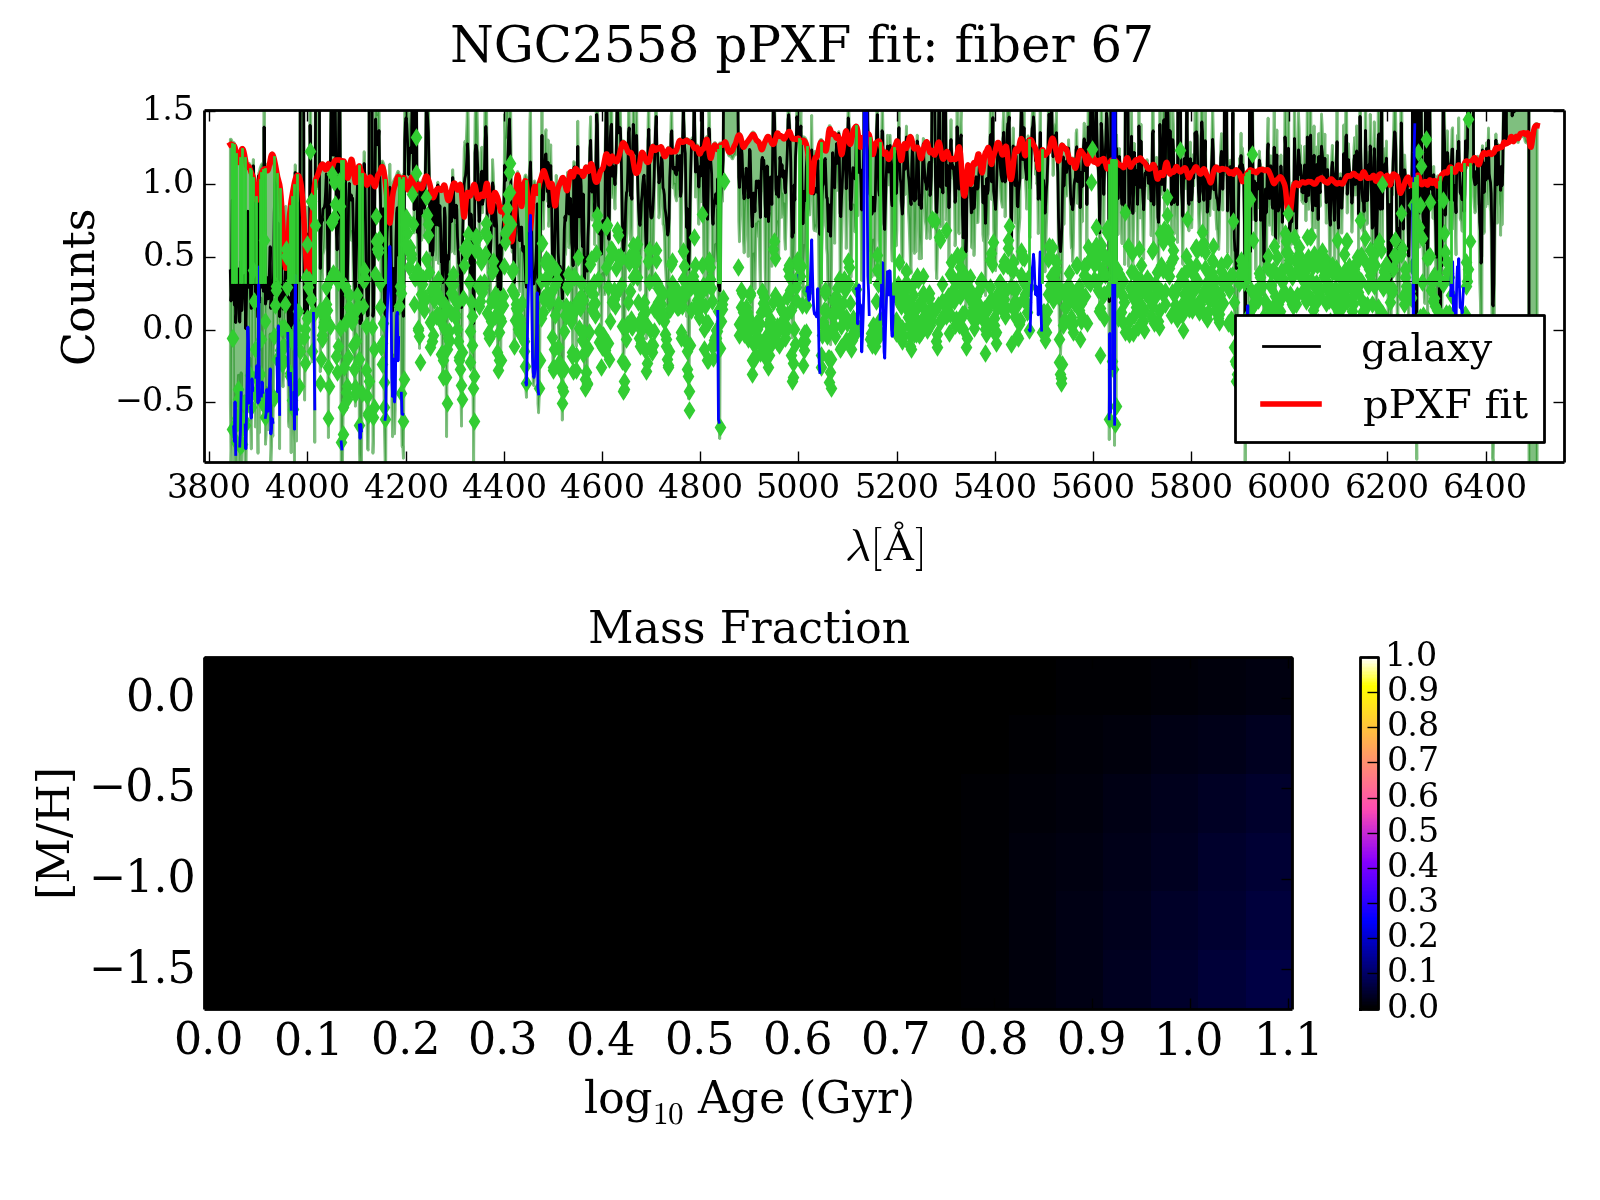 NGC2558 pPXF fit: fiber 67
1.5
1.0
0.5
0.0
−0.5
Counts
galaxy
pPXF fit
3800 4000 4200 4400 4600 4800 5000 5200 5400 5600 5800 6000 6200 6400
λ[Å]
Mass Fraction
0.0
−0.5
−1.0
−1.5
[M/H]
1.0
0.9
0.8
0.7
0.6
0.5
0.4
0.3
0.2
0.1
0.0
0.0 0.1 0.2 0.3 0.4 0.5 0.6 0.7 0.8 0.9 1.0 1.1
log₁₀ Age (Gyr)